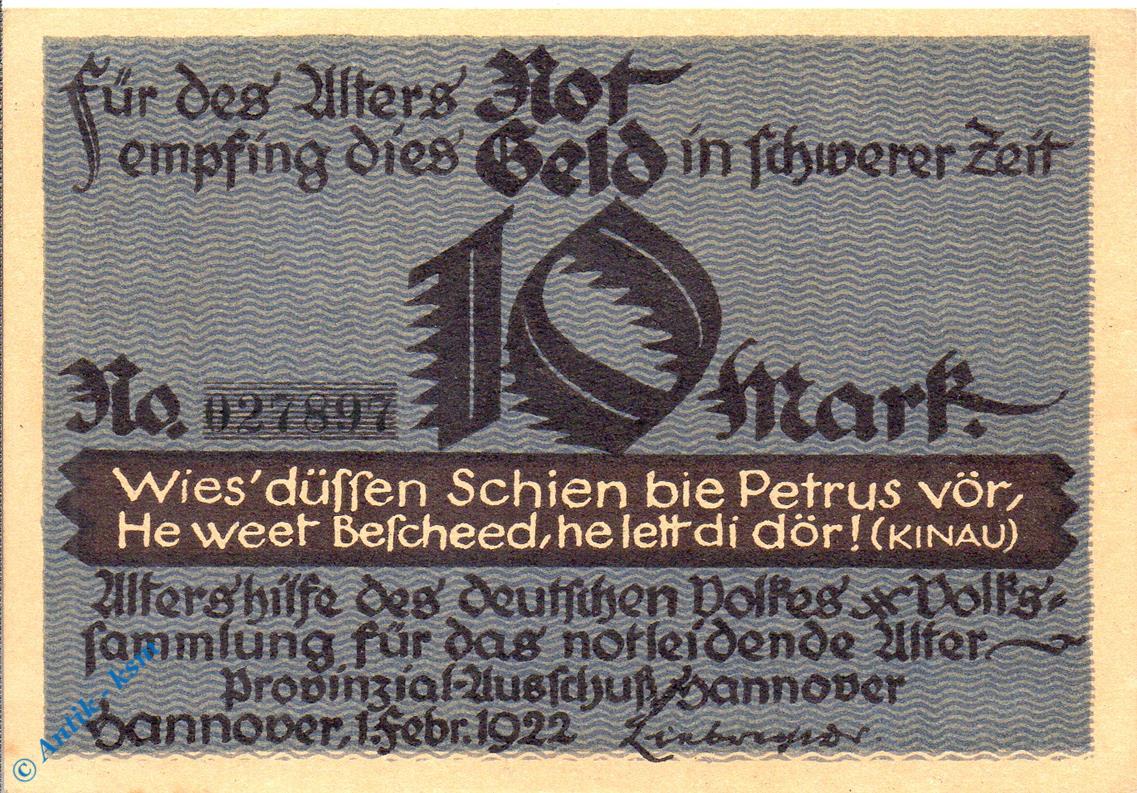 Für des Alters Not
empfing dies Geld in schwerer Zeit
10
No. 027897 Mark.
Wies' düſſen Schien bie Petrus vör,
He weet Beſcheed, he lett di dör! (KINAU)
Altershilfe des deutſchen Volkes Volks-
ſammlung für das notleidende Alter
Provinzial-Ausſchuß Hannover
Hannover, 1. Febr. 1922
© Antik-ksm